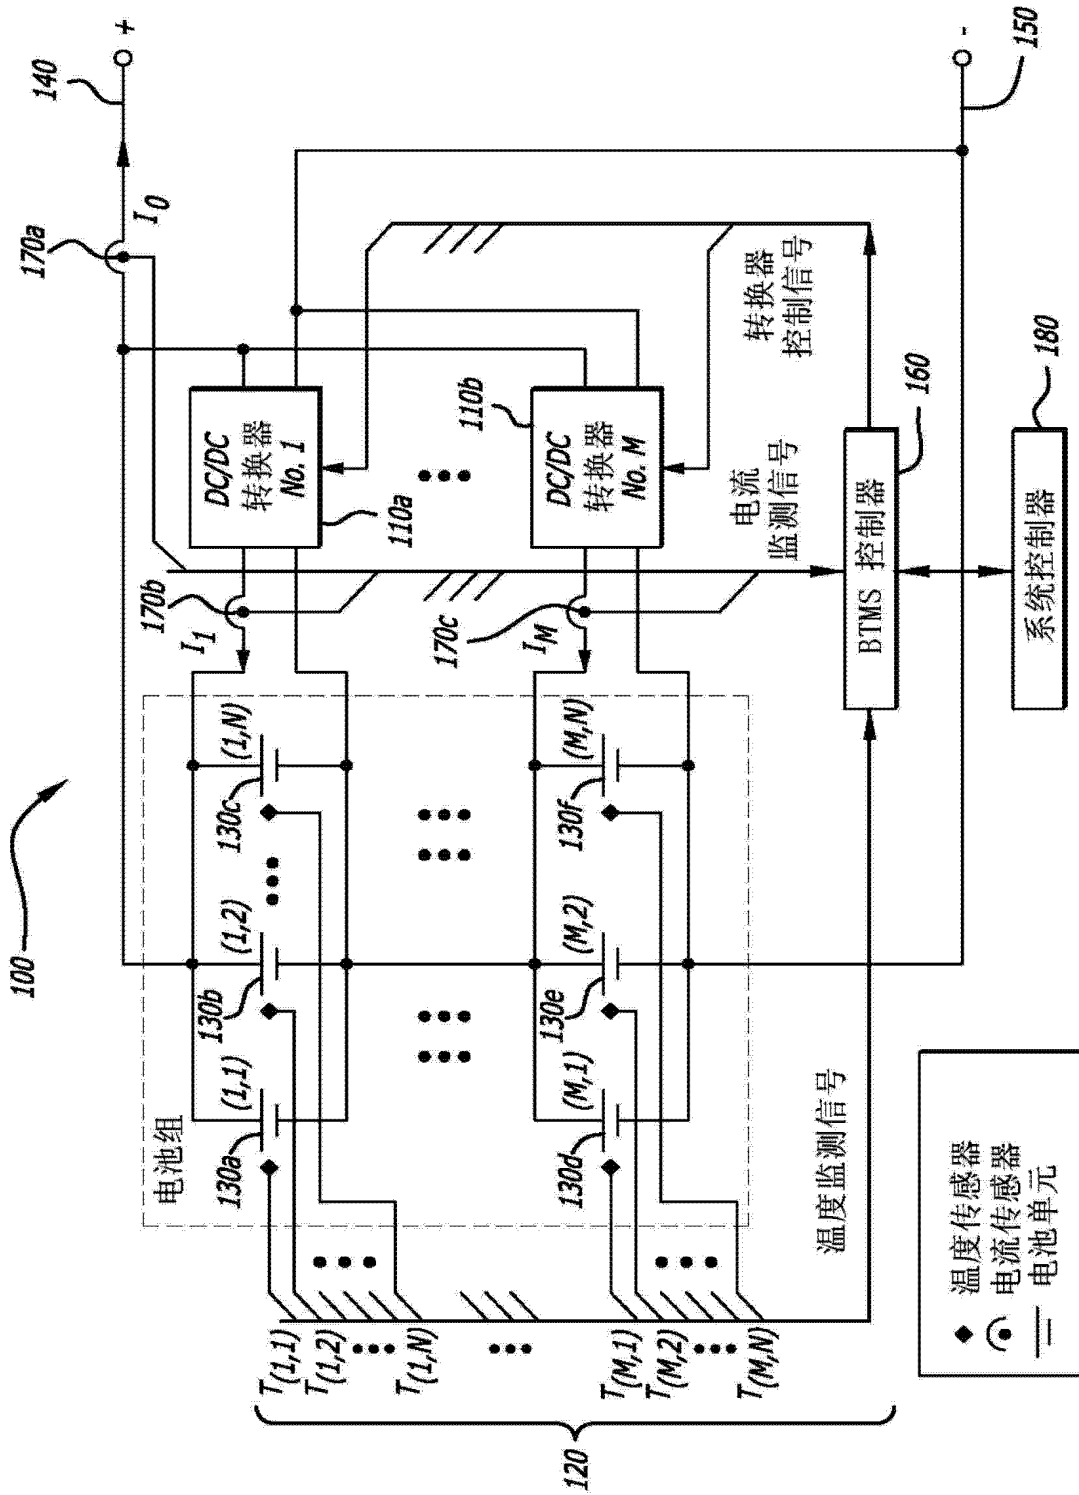 100
140
+
170a
I0
电池组
130a
(1,1)
130b
(1,2)
130c
(1,N)
I1
170b
DC/DC
转换器
No. 1
110a
130d
(M,1)
130e
(M,2)
130f
(M,N)
IM
170c
DC/DC
转换器
No. M
110b
T(1,1)
T(1,2)
T(1,N)
T(M,1)
T(M,2)
T(M,N)
120
温度监测信号
电流
监测信号
转换器
控制信号
BTMS 控制器
160
系统控制器
180
-
150
温度传感器
电流传感器
电池单元